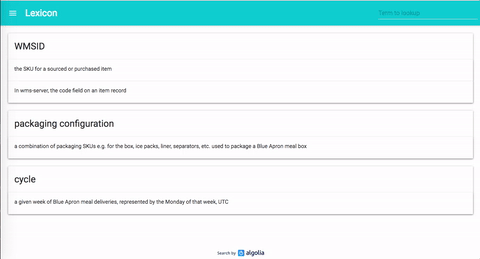 Lexicon
Term to lookup
WMSID
the SKU for a sourced or purchased item
In wms-server, the code field on an item record
packaging configuration
a combination of packaging SKUs e.g. for the box, ice packs, liner, separators, etc. used to package a Blue Apron meal box
cycle
a given week of Blue Apron meal deliveries, represented by the Monday of that week, UTC
Search by algolia